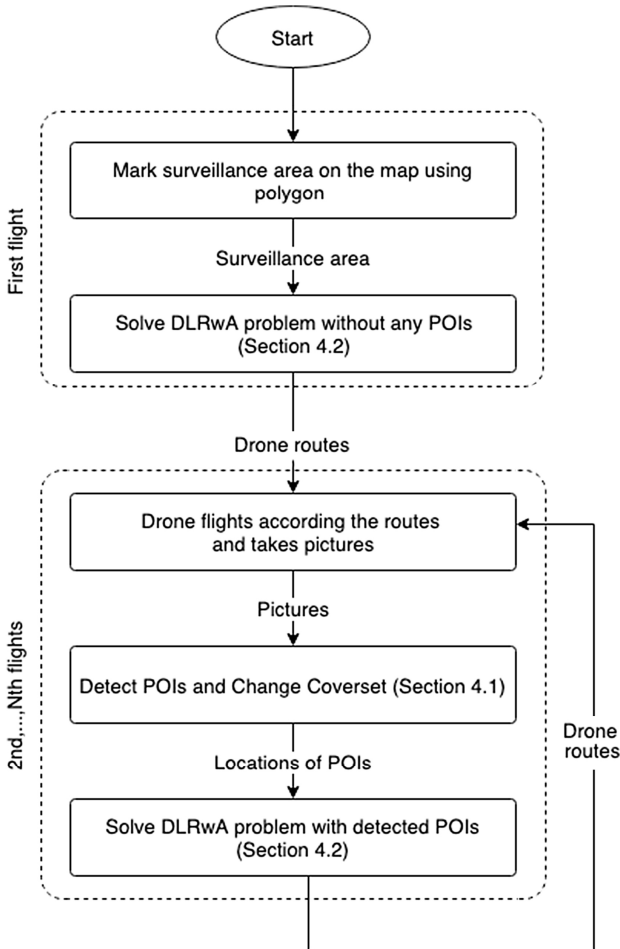 Start
First flight
Mark surveillance area on the map using
polygon
Surveillance area
Solve DLRwA problem without any POIs
(Section 4.2)
Drone routes
2nd,...,Nth flights
Drone flights according the routes
and takes pictures
Pictures
Detect POIs and Change Coverset (Section 4.1)
Locations of POIs
Solve DLRwA problem with detected POIs
(Section 4.2)
Drone
routes